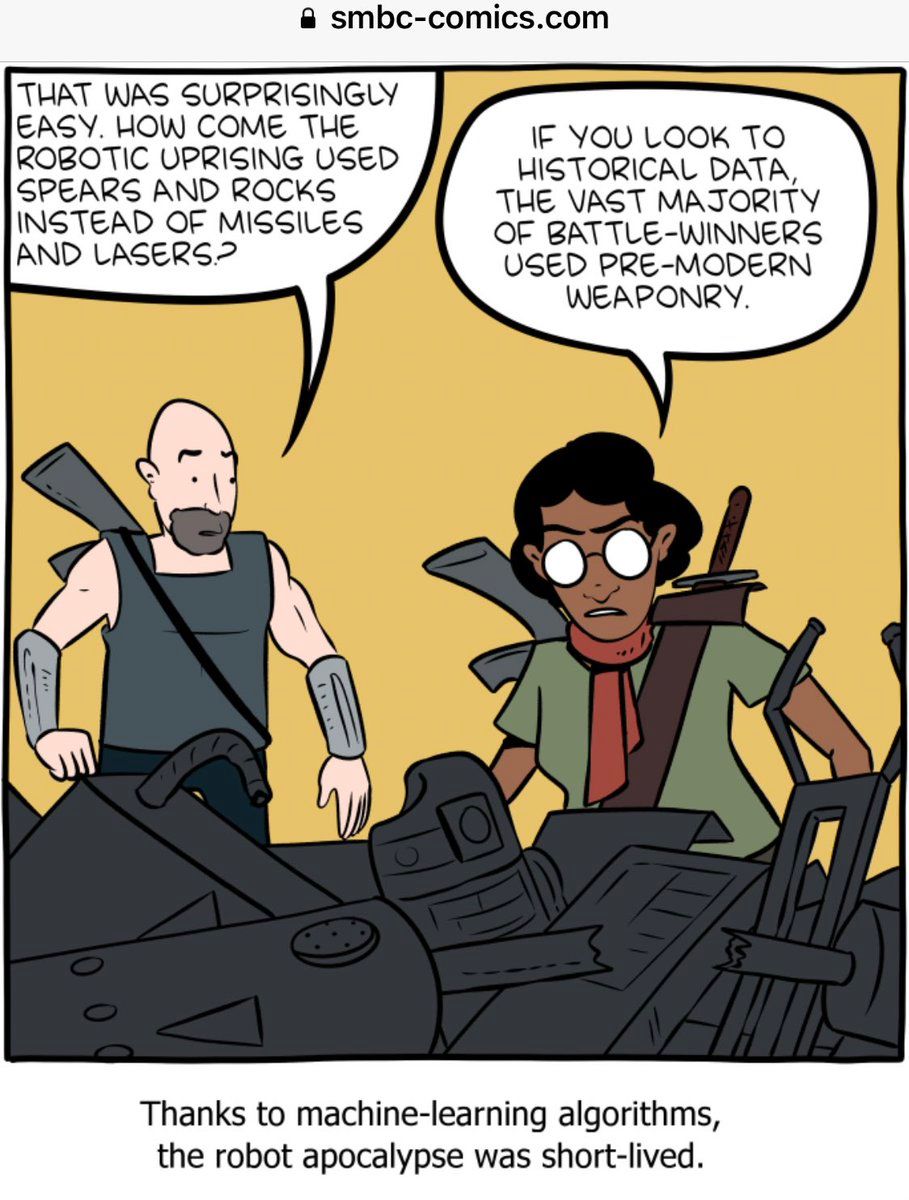 smbc-comics.com
THAT WAS SURPRISINGLY
EASY. HOW COME THE
ROBOTIC UPRISING USED
SPEARS AND ROCKS
INSTEAD OF MISSILES
AND LASERS?
IF YOU LOOK TO
HISTORICAL DATA,
THE VAST MAJORITY
OF BATTLE-WINNERS
USED PRE-MODERN
WEAPONRY.
Thanks to machine-learning algorithms,
the robot apocalypse was short-lived.